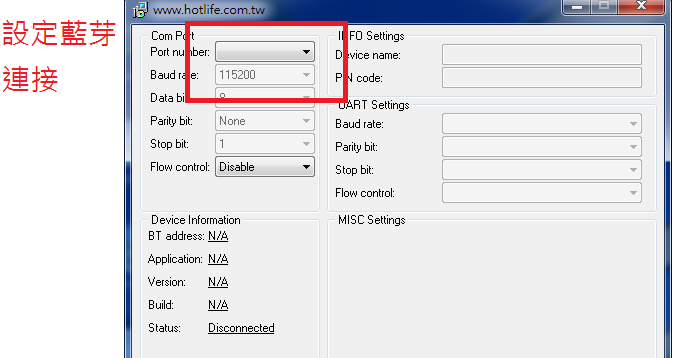 設定藍芽
連接
www.hotlife.com.tw
Com Port
Port number:
Baud rate: 115200
Data bit: 8
Parity bit: None
Stop bit: 1
Flow control: Disable
INFO Settings
Device name:
PIN code:
UART Settings
Baud rate:
Parity bit:
Stop bit:
Flow control:
Device Information
BT address: N/A
Application: N/A
Version: N/A
Build: N/A
Status: Disconnected
MISC Settings